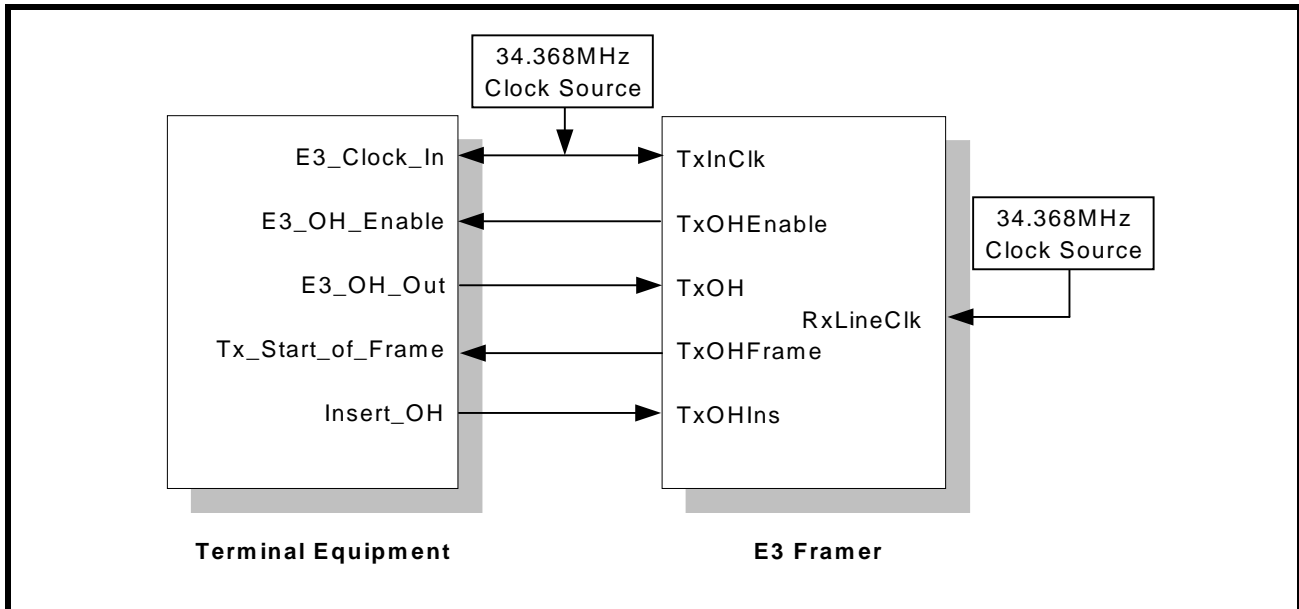 34.368MHz
Clock Source
E3_Clock_In
TxInClk
E3_OH_Enable
TxOHEnable
34.368MHz
Clock Source
E3_OH_Out
TxOH
RxLineClk
Tx_Start_of_Frame
TxOHFrame
Insert_OH
TxOHIns
Terminal Equipment
E3 Framer